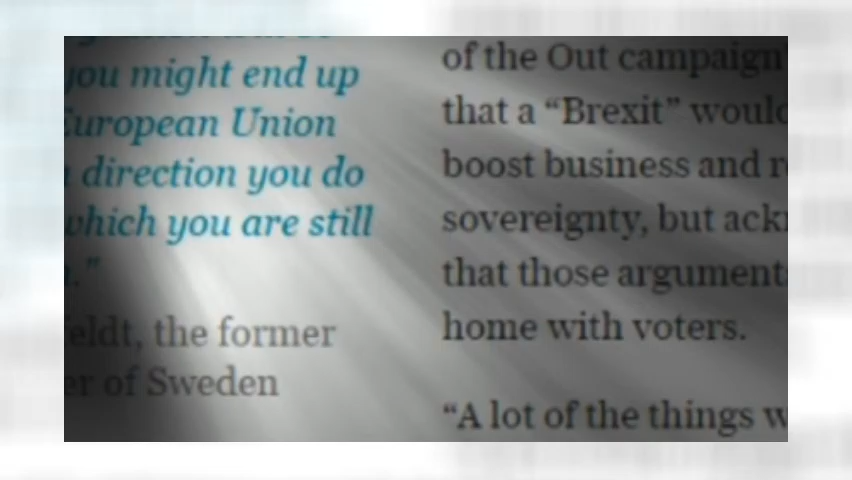 you might end up
European Union
direction you do
which you are still
."
eldt, the former
er of Sweden
of the Out campaign
that a “Brexit” would
boost business and
sovereignty, but
that those arguments
home with voters.
“A lot of the things